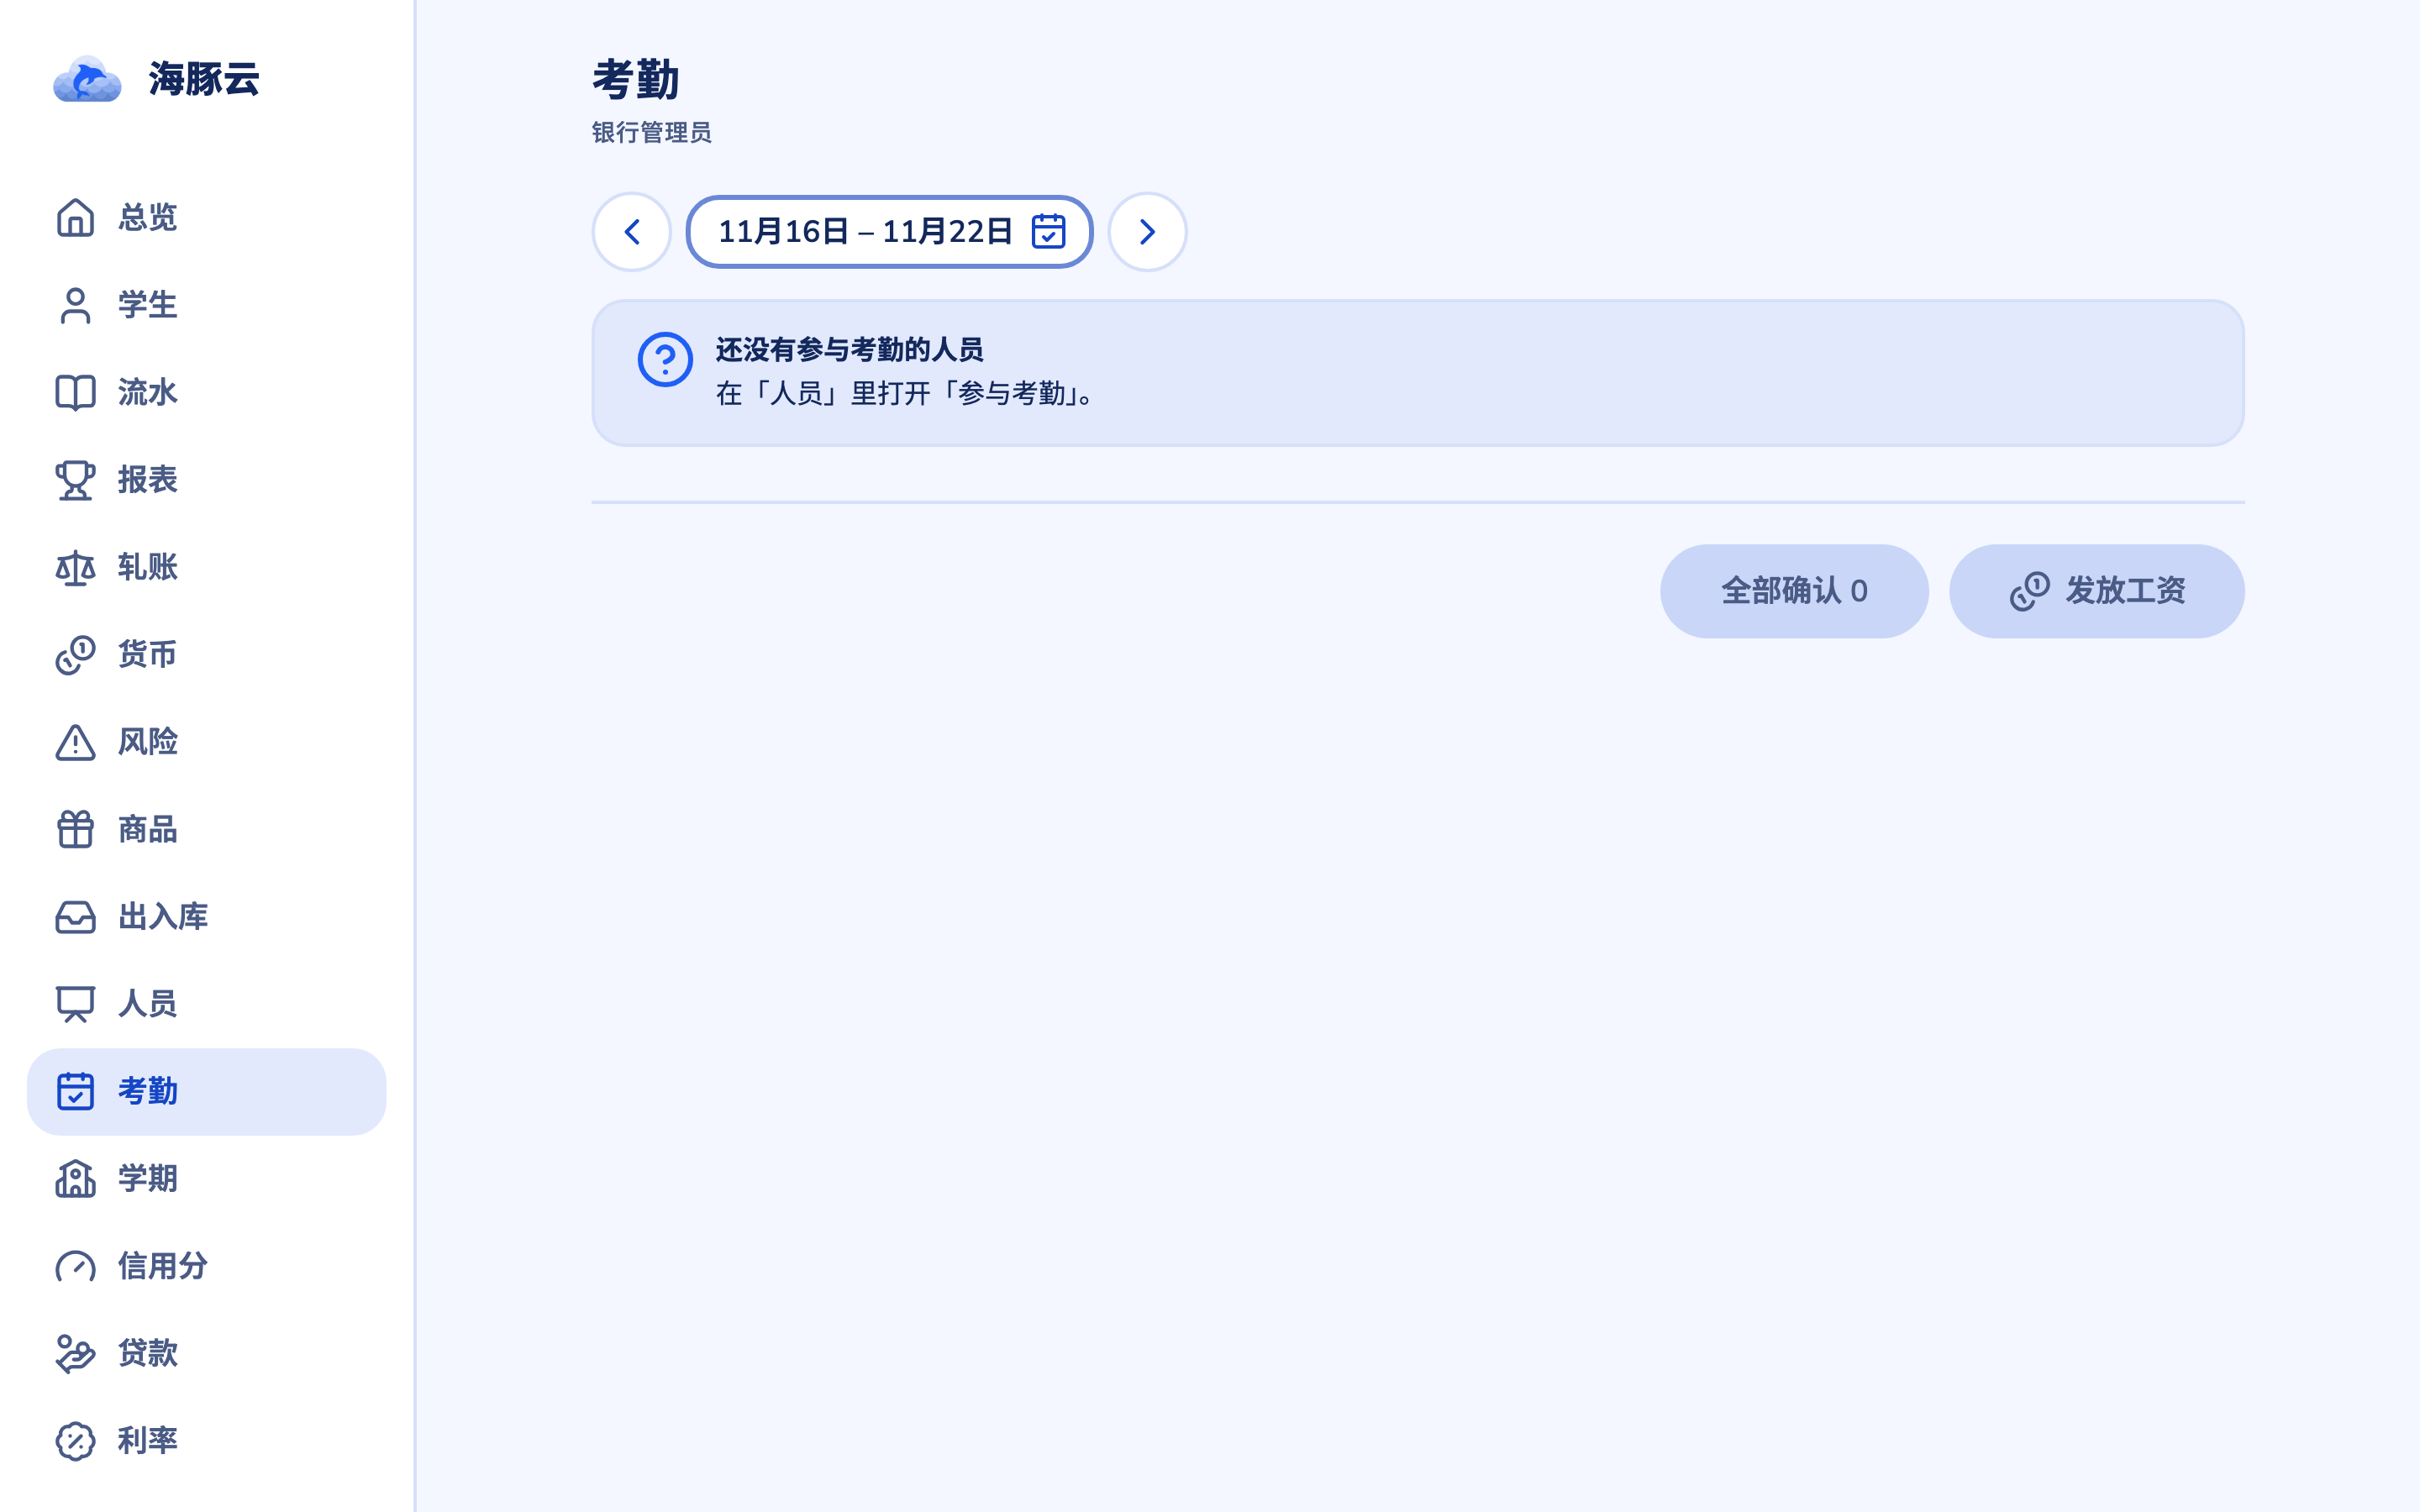 海豚云
总览
学生
流水
报表
轧账
货币
风险
商品
出入库
人员
考勤
学期
信用分
贷款
利率
考勤
银行管理员
11月16日 – 11月22日
还没有参与考勤的人员
在「人员」里打开「参与考勤」。
全部确认 0
发放工资